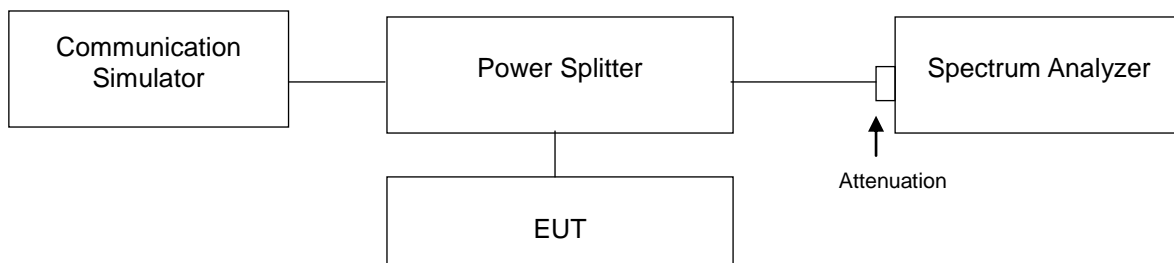 Communication
Simulator
Power Splitter
Spectrum Analyzer
Attenuation
EUT